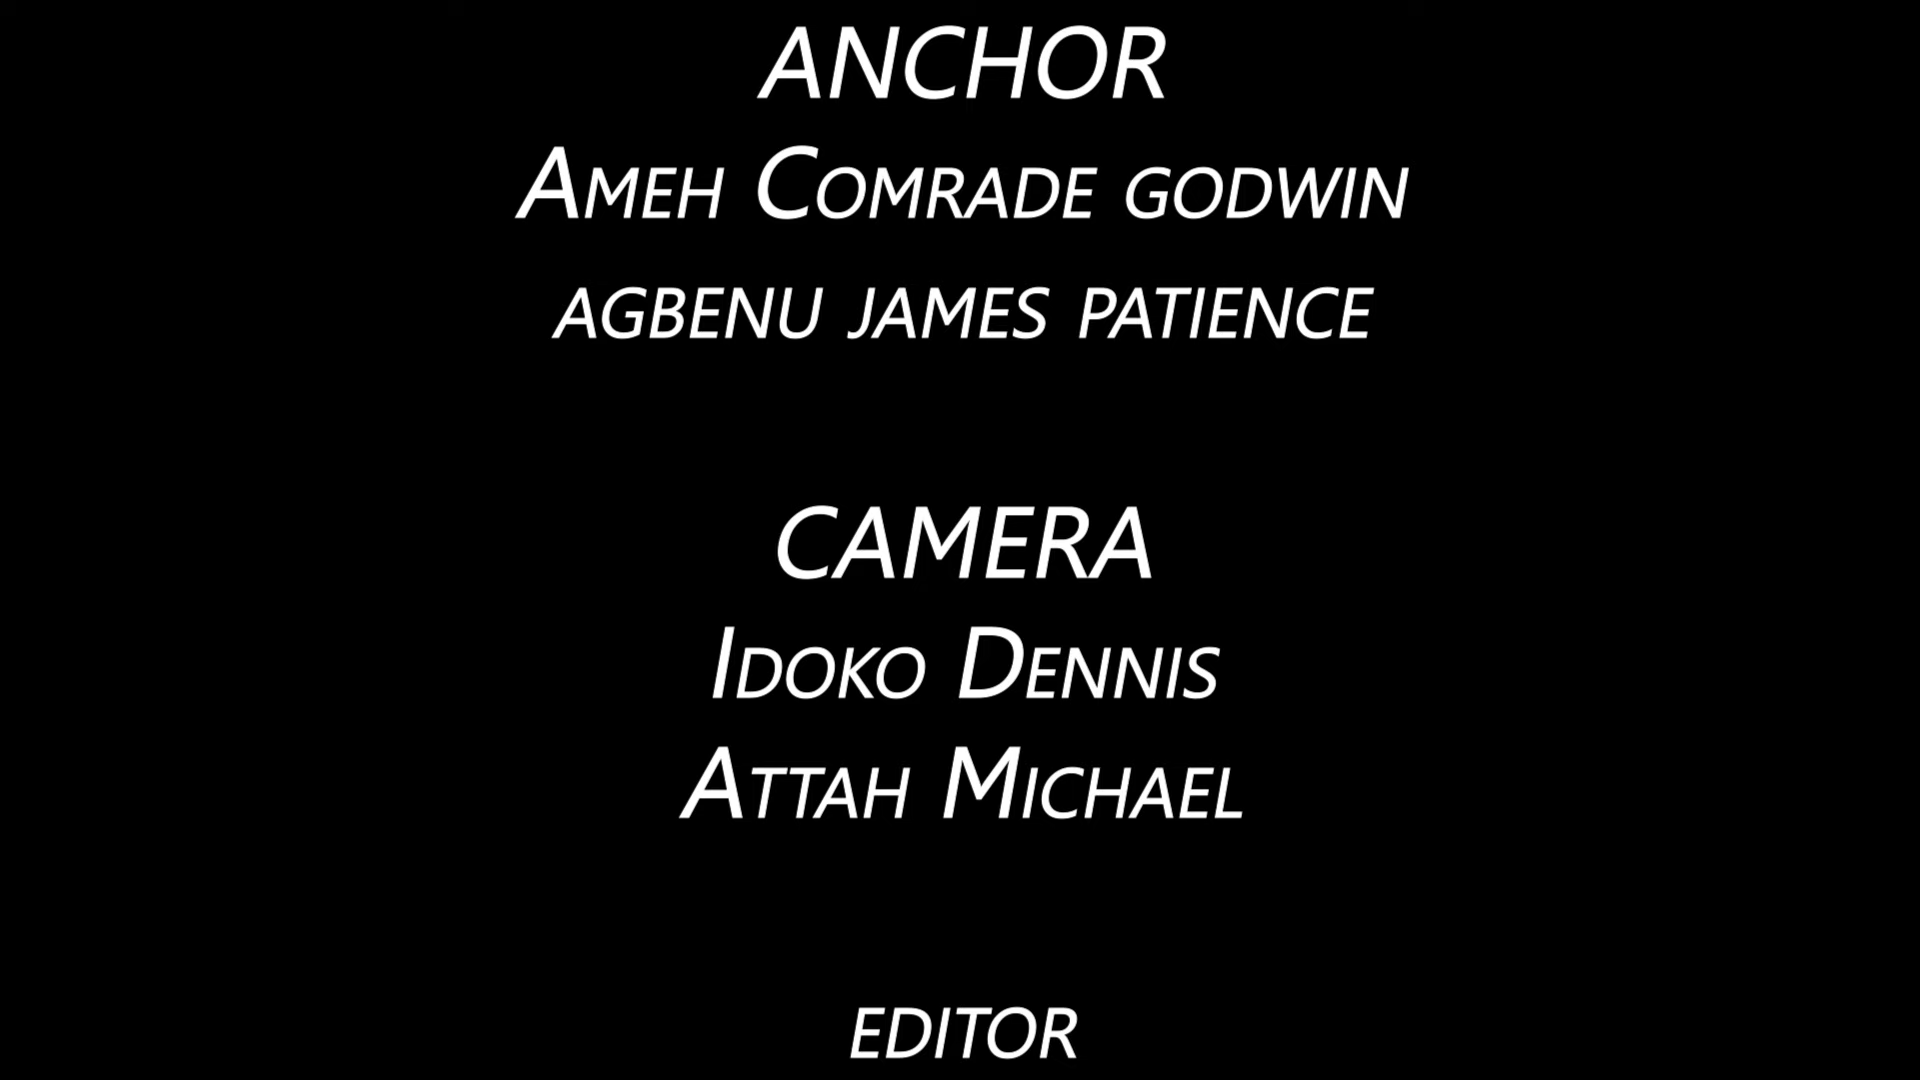 ANCHOR
Ameh Comrade godwin
agbenu james patience
CAMERA
Idoko Dennis
Attah Michael
editor